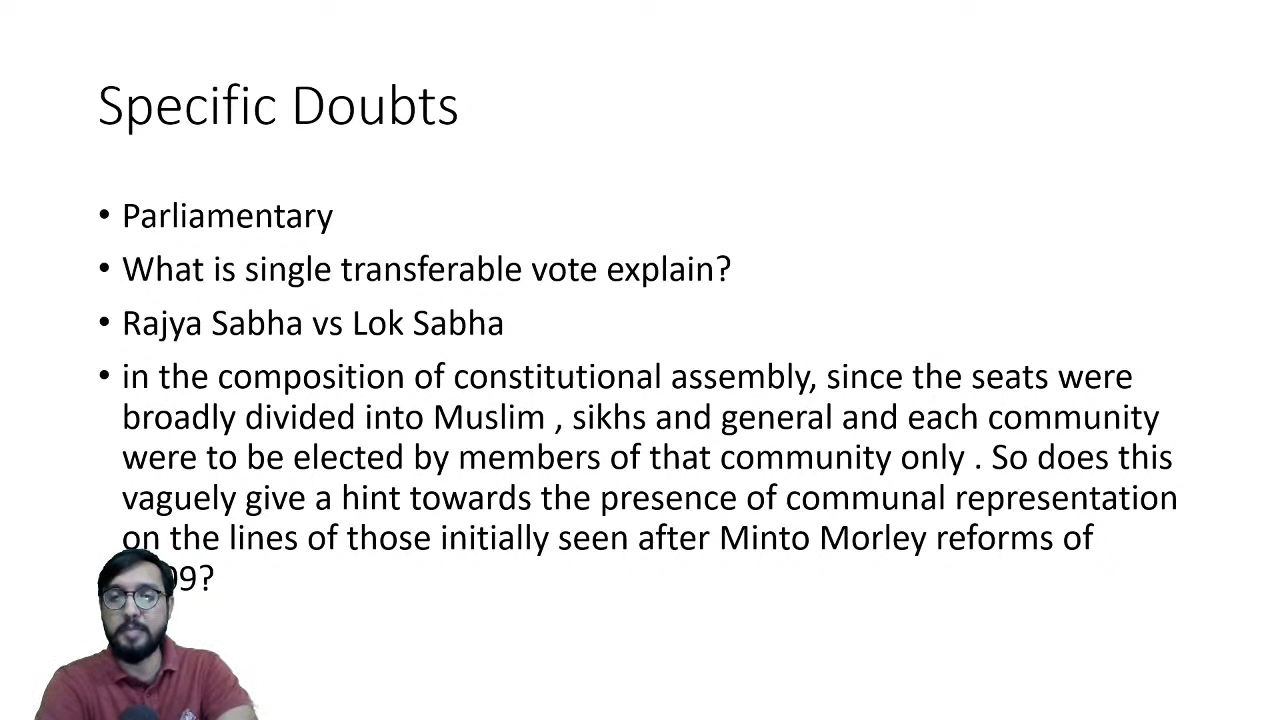 Specific Doubts
• Parliamentary
• What is single transferable vote explain?
• Rajya Sabha vs Lok Sabha
• in the composition of constitutional assembly, since the seats were
broadly divided into Muslim , sikhs and general and each community
were to be elected by members of that community only . So does this
vaguely give a hint towards the presence of communal representation
on the lines of those initially seen after Minto Morley reforms of